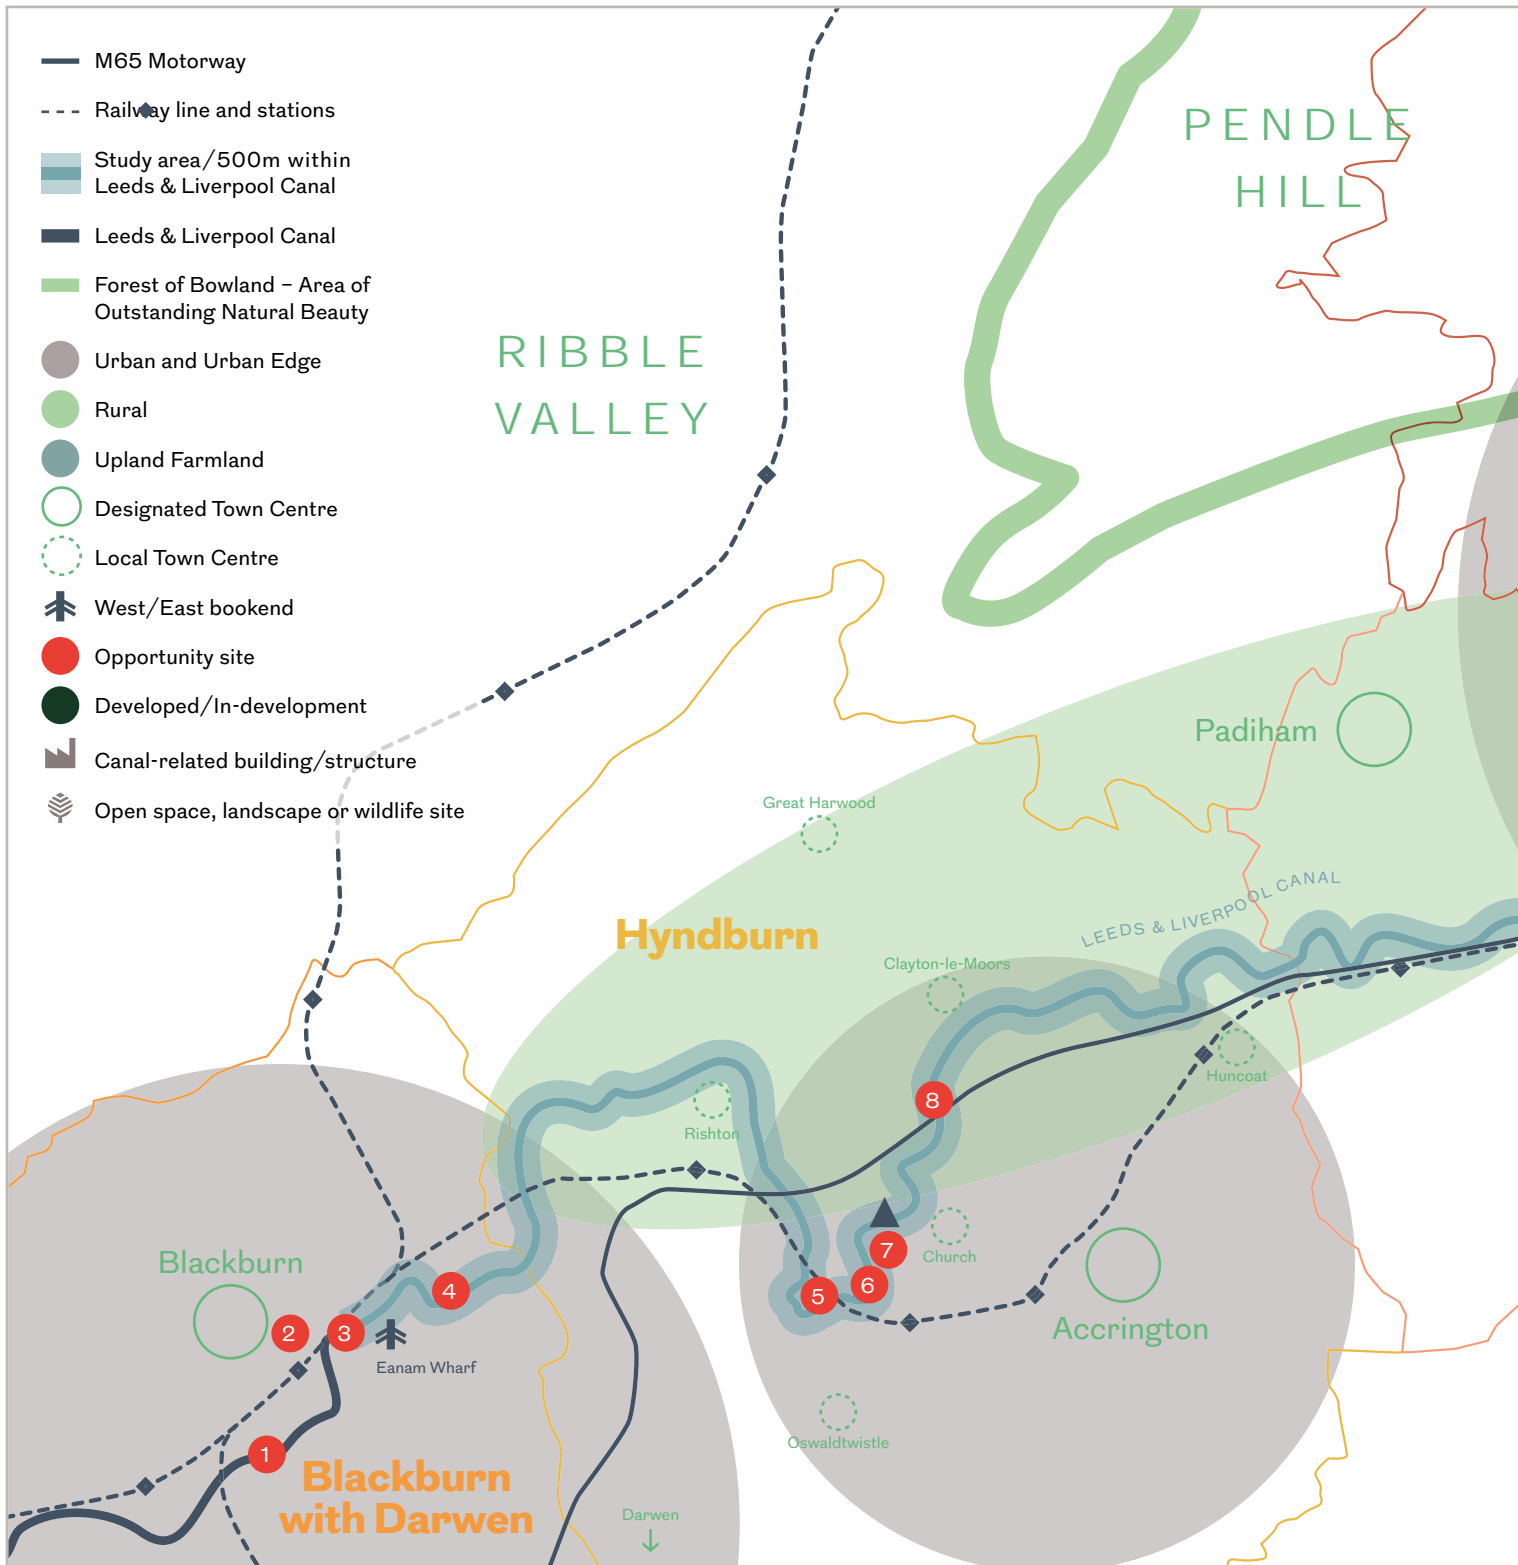 M65 Motorway
Railway line and stations
Study area/500m within
Leeds & Liverpool Canal
Leeds & Liverpool Canal
Forest of Bowland – Area of
Outstanding Natural Beauty
Urban and Urban Edge
Rural
Upland Farmland
Designated Town Centre
Local Town Centre
West/East bookend
Opportunity site
Developed/In-development
Canal-related building/structure
Open space, landscape or wildlife site
PENDLE
HILL
RIBBLE
VALLEY
Padiham
Great Harwood
LEEDS & LIVERPOOL CANAL
Hyndburn
Clayton-le-Moors
Huncoat
8
Rishton
Church
7
6
5
Accrington
Blackburn
4
2
3
Eanam Wharf
Oswaldtwistle
1
Blackburn
with Darwen
Darwen
↓